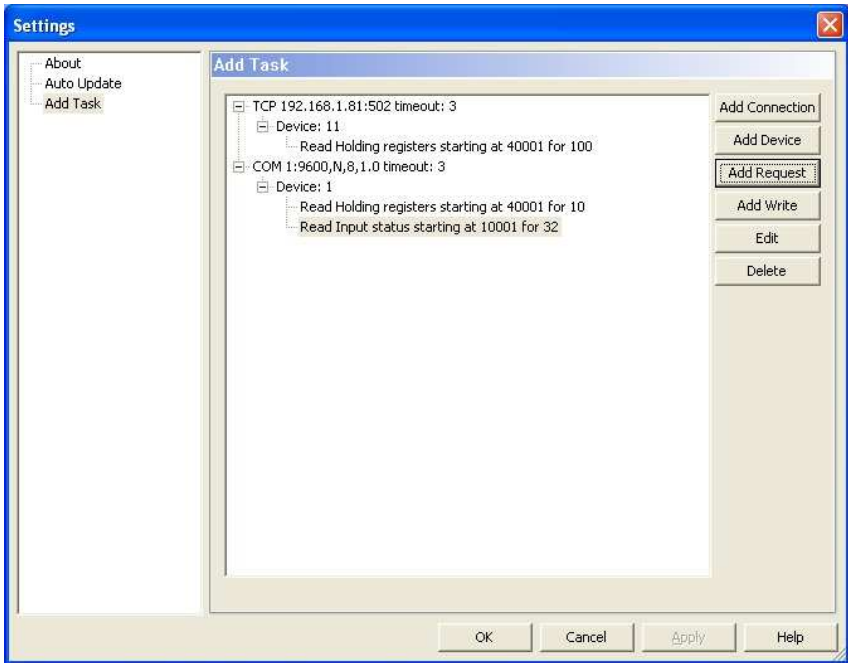 Settings
About
Auto Update
Add Task
Add Task
TCP 192.168.1.81:502 timeout: 3
Device: 11
Read Holding registers starting at 40001 for 100
COM 1:9600,N,8,1.0 timeout: 3
Device: 1
Read Holding registers starting at 40001 for 10
Read Input status starting at 10001 for 32
Add Connection
Add Device
Add Request
Add Write
Edit
Delete
OK
Cancel
Apply
Help